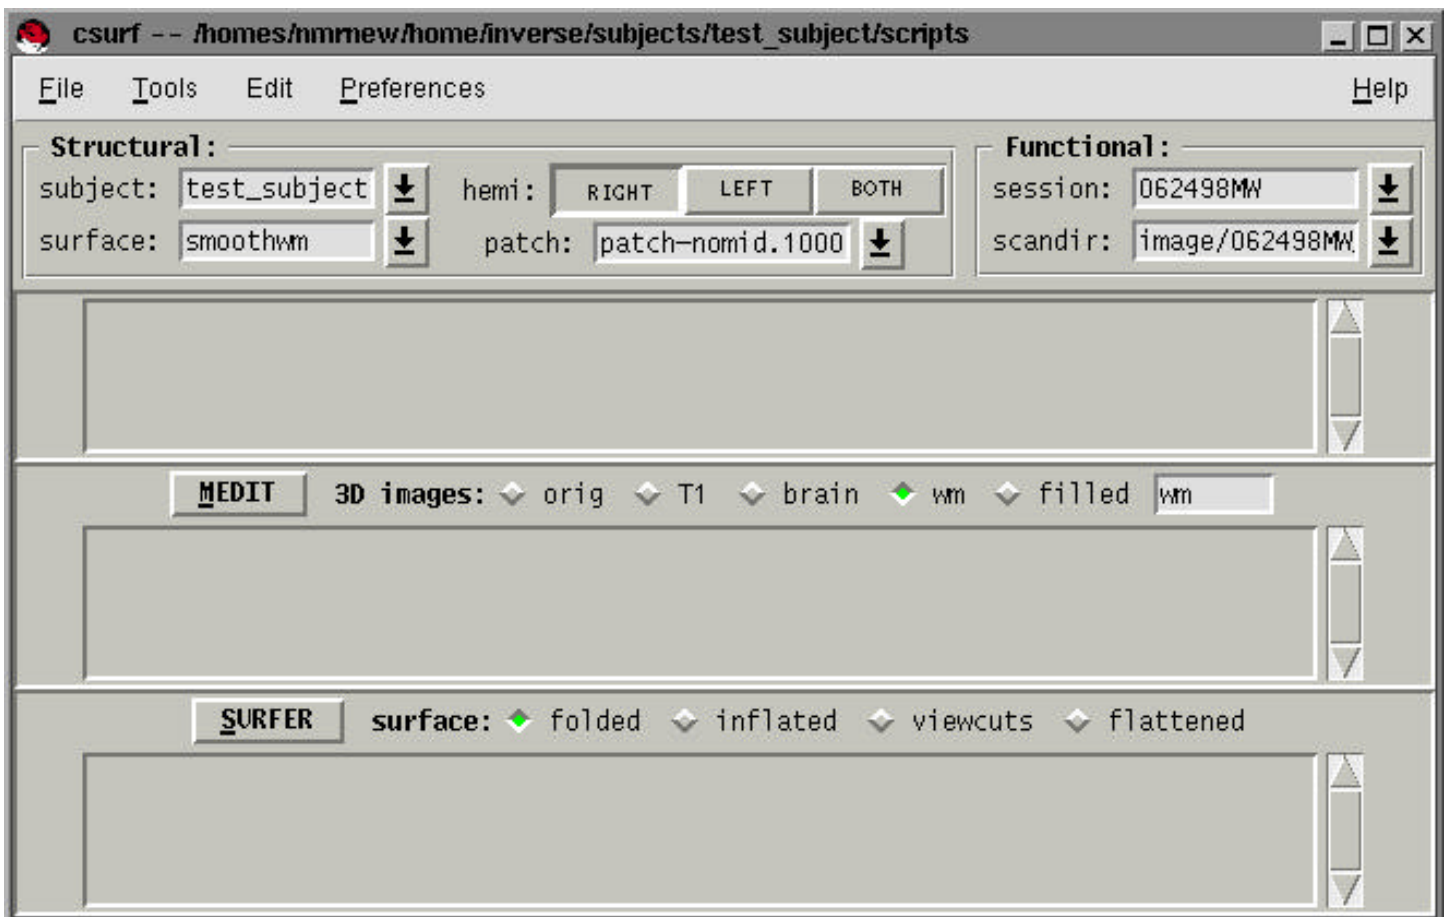 csurf -- /homes/nmrnew/home/inverse/subjects/test_subject/scripts
File Tools Edit Preferences Help
Structural: Functional:
subject: test_subject hemi: RIGHT LEFT BOTH session: 062498MW
surface: smoothwm patch: patch-nomid.1000 scandir: image/062498MW
MEDIT 3D images: orig T1 brain wm filled wm
SURFER surface: folded inflated viewcuts flattened